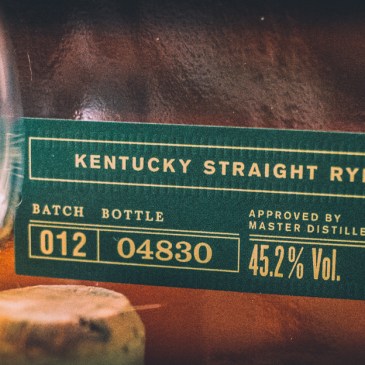 KENTUCKY STRAIGHT RY
BATCH BOTTLE
012 04830
APPROVED BY
MASTER DISTILLE
45.2% Vol.